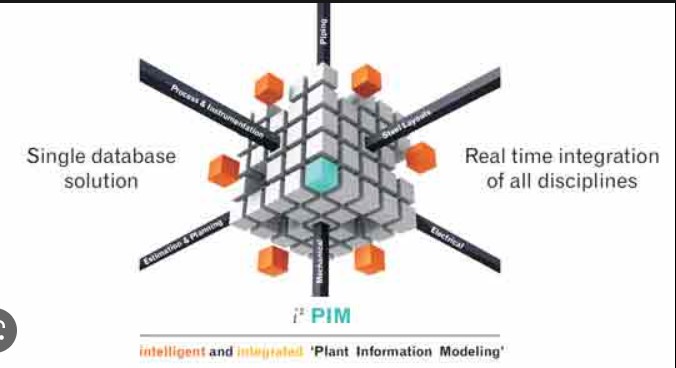 Piping
Process & Instrumentation
Steel Layouts
Single database
solution
Real time integration
of all disciplines
Estimation & Planning
Mechanical
Electrical
i² PIM
intelligent and integrated 'Plant Information Modeling'